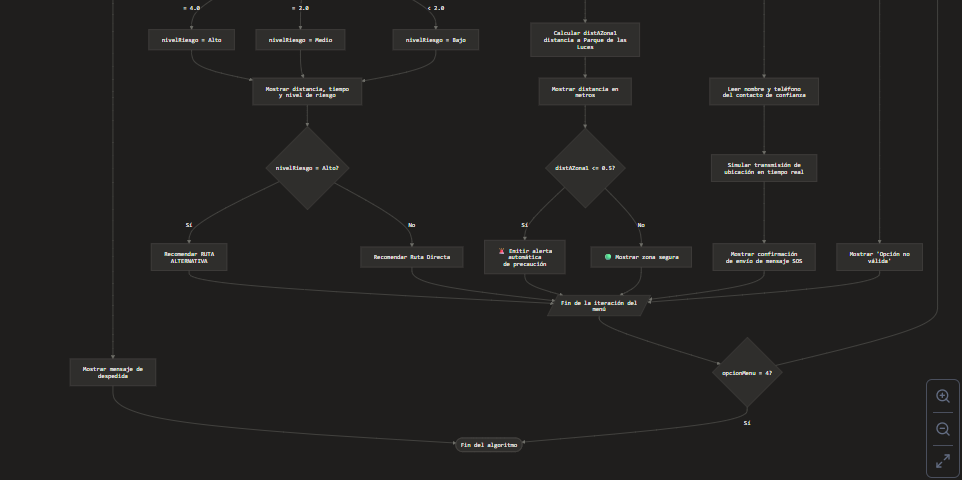 = 4.0
= 2.0
< 2.0
nivelRiesgo = Alto
nivelRiesgo = Medio
nivelRiesgo = Bajo
Calcular distAZona1
distancia a Parque de las
Luces
Mostrar distancia, tiempo
y nivel de riesgo
Mostrar distancia en
metros
Leer nombre y teléfono
del contacto de confianza
nivelRiesgo = Alto?
distAZona1 <= 0.5?
Simular transmisión de
ubicación en tiempo real
Sí
No
Sí
No
Recomendar RUTA
ALTERNATIVA
Recomendar Ruta Directa
🚨 Emitir alerta
automática
de precaución
🟢 Mostrar zona segura
Mostrar confirmación
de envío de mensaje SOS
Mostrar 'Opción no
válida'
Fin de la iteración del
menú
Mostrar mensaje de
despedida
opcionMenu = 4?
Sí
Fin del algoritmo